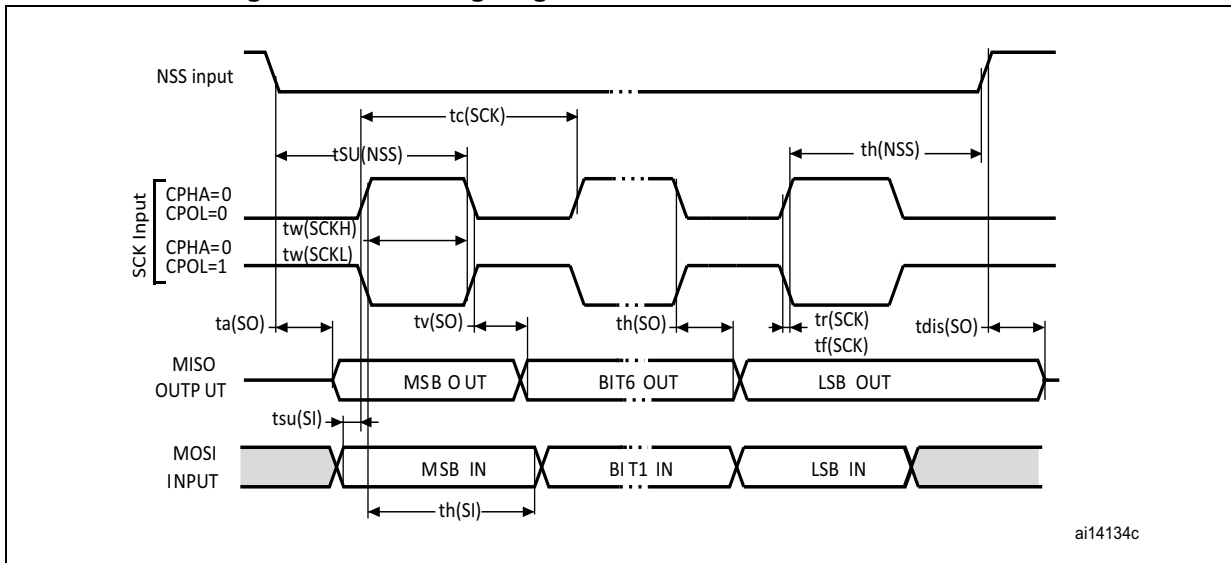 NSS input
tc(SCK)
tSU(NSS)
th(NSS)
SCK Input
CPHA=0
CPOL=0
tw(SCKH)
CPHA=0
tw(SCKL)
CPOL=1
ta(SO)
tv(SO)
th(SO)
tr(SCK)
tdis(SO)
tf(SCK)
MISO
OUTP UT
MSB O UT
BIT6 OUT
LSB OUT
tsu(SI)
MOSI
INPUT
MSB IN
BIT1 IN
LSB IN
th(SI)
ai14134c